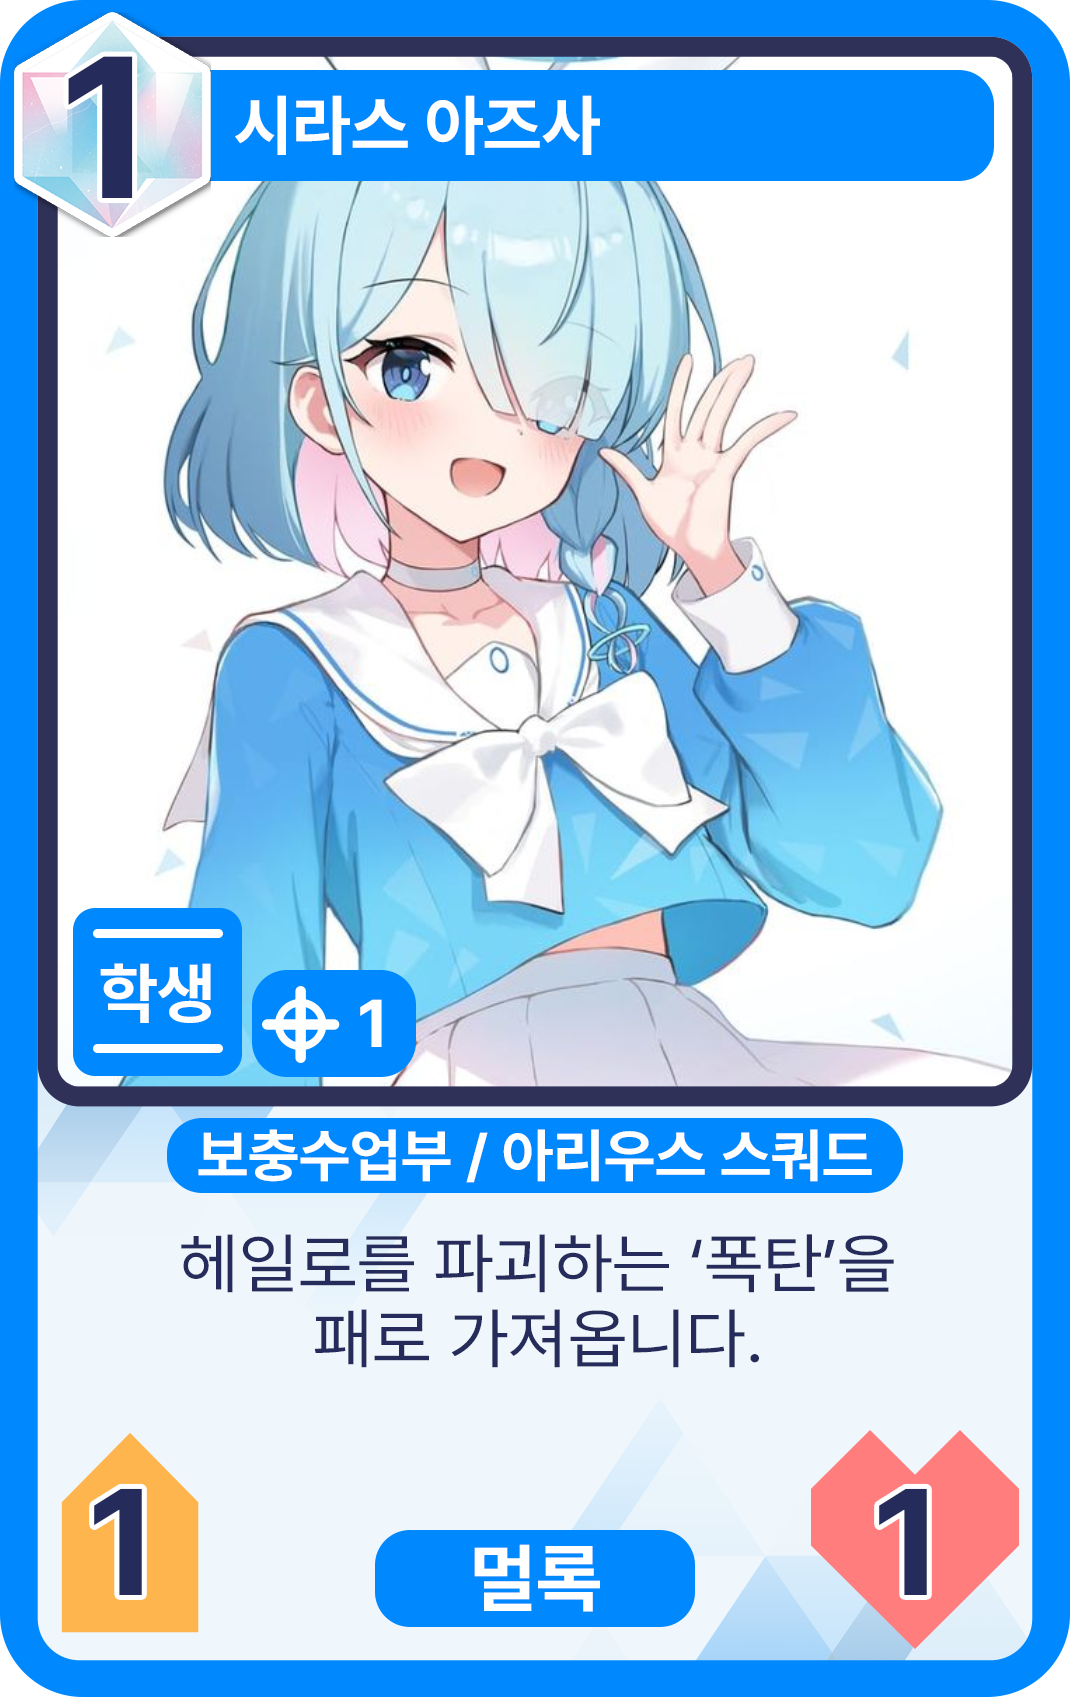 1
시라스 아즈사
학생
1
보충수업부 / 아리우스 스쿼드
헤일로를 파괴하는 ‘폭탄’을
패로 가져옵니다.
1
멀록
1